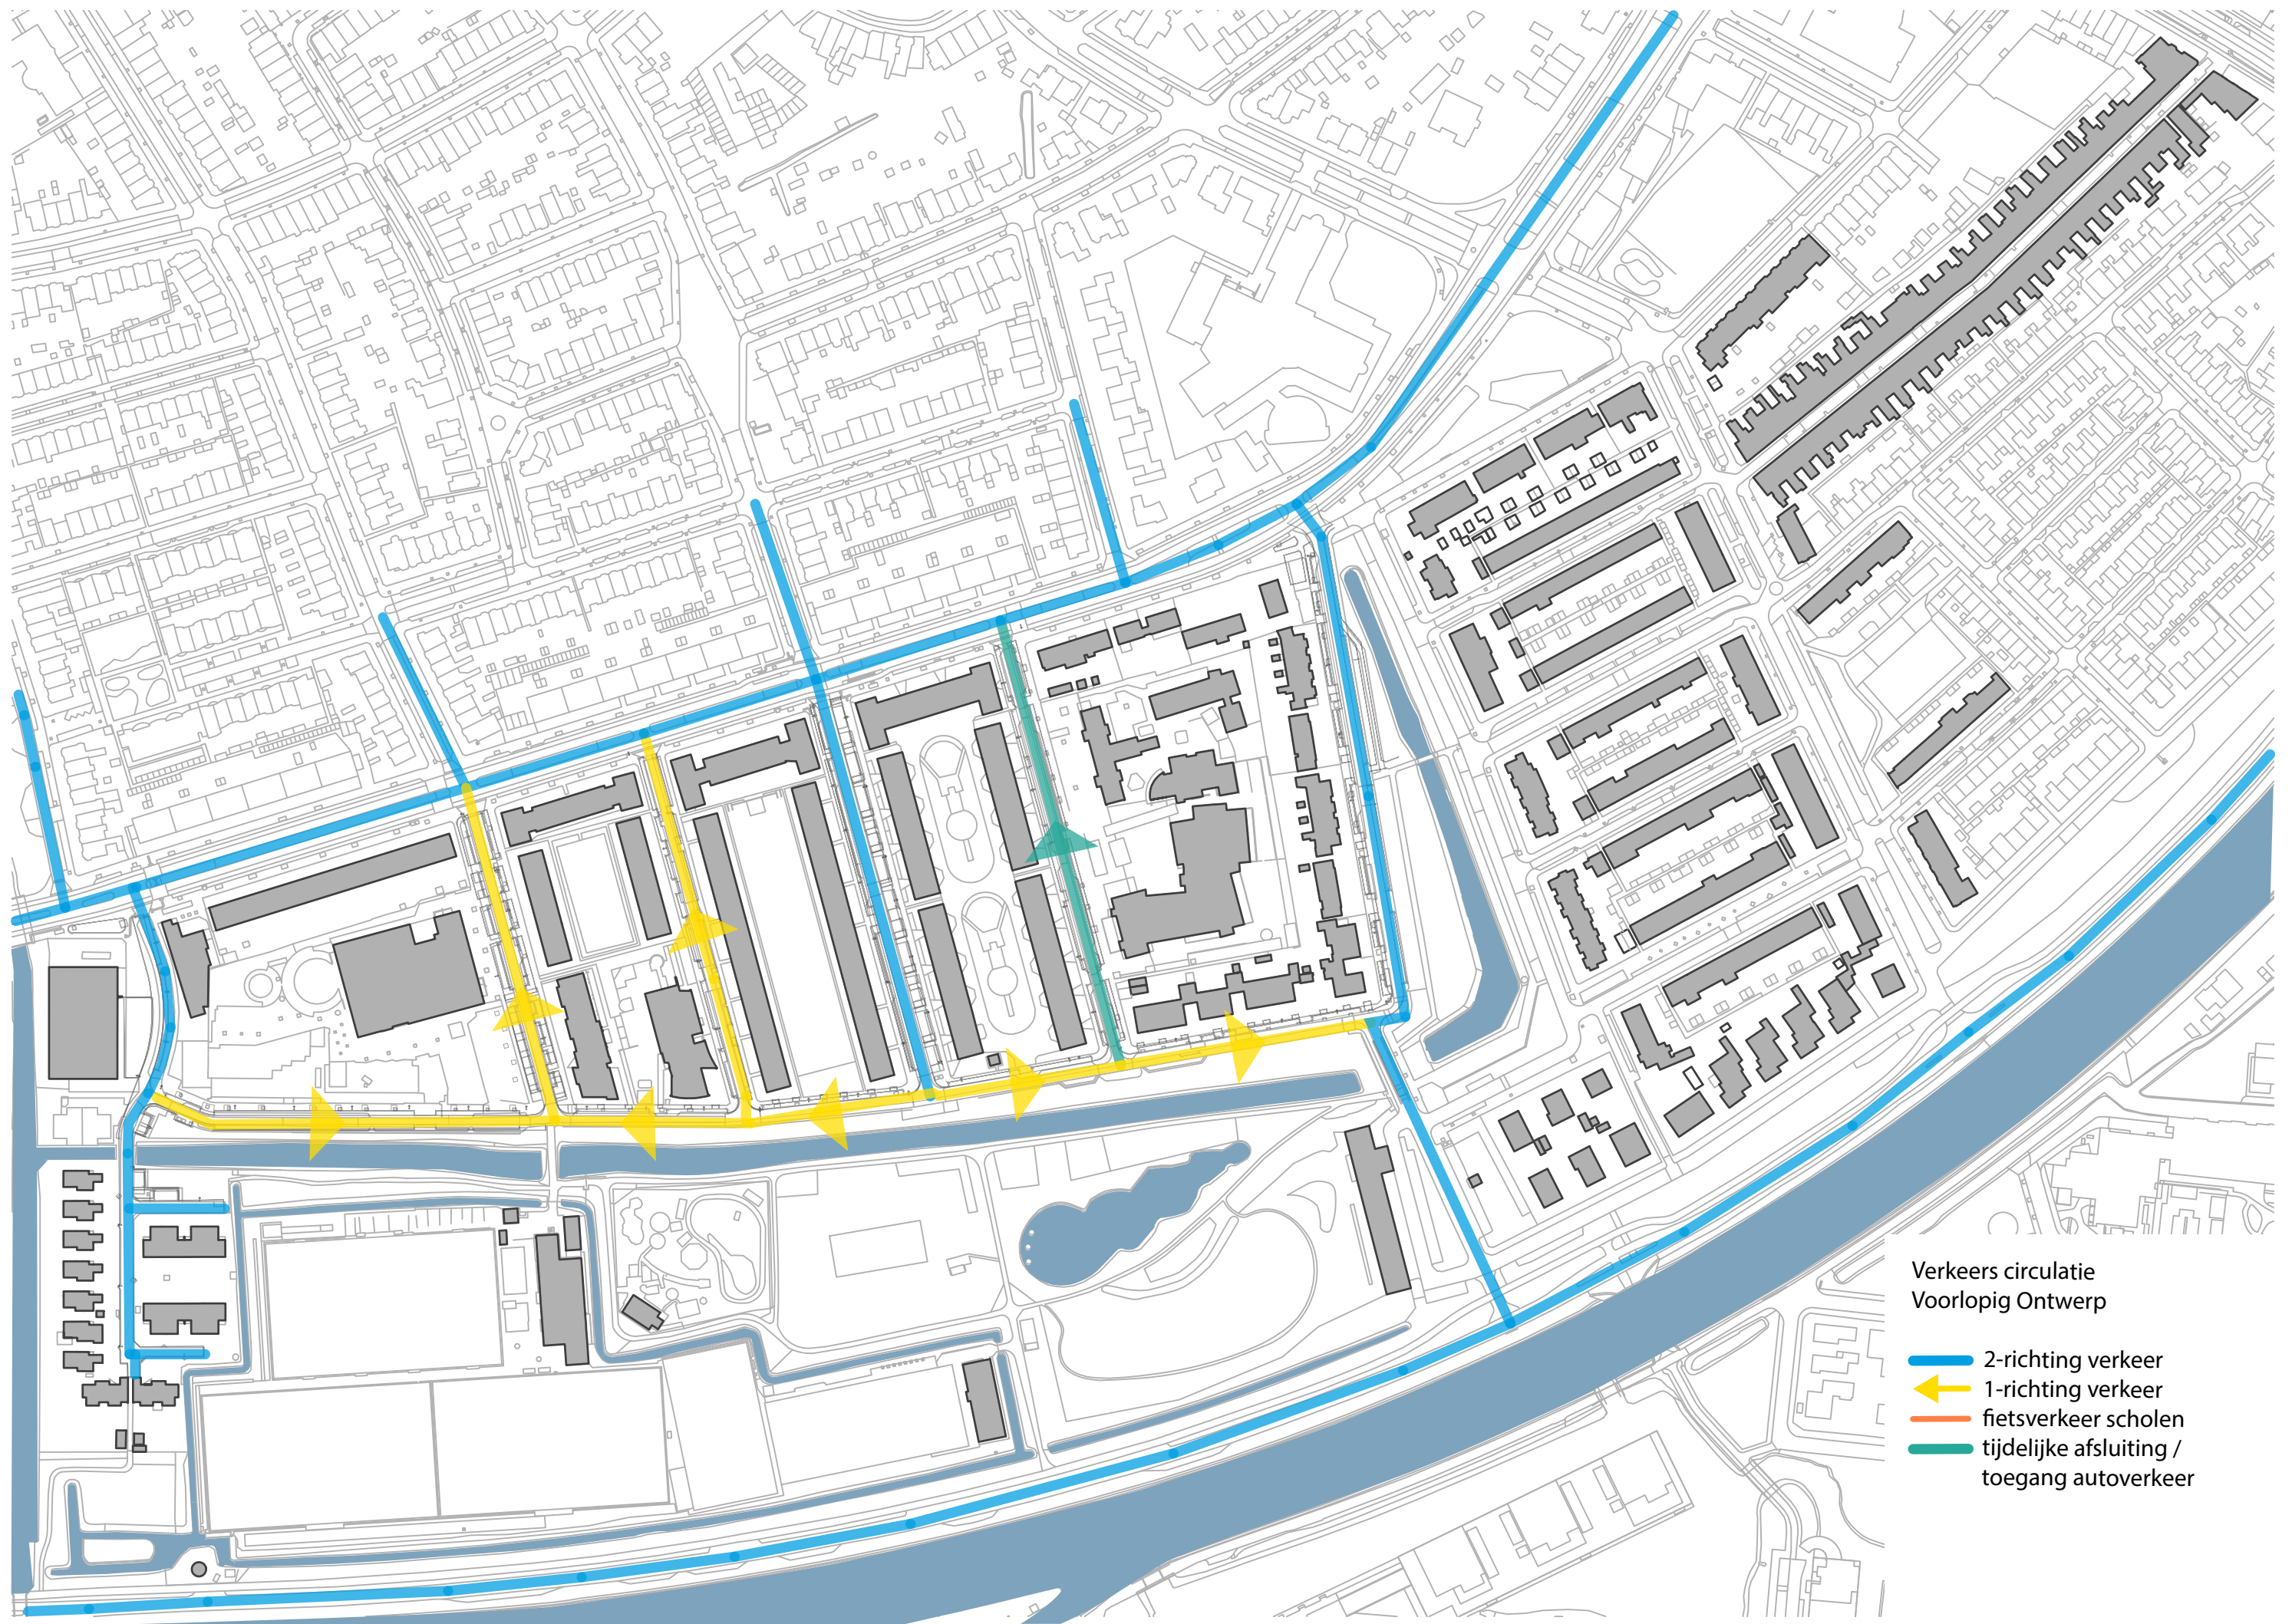 Verkeers circulatie
Voorlopig Ontwerp
2-richting verkeer
1-richting verkeer
fietsverkeer scholen
tijdelijke afsluiting /
toegang autoverkeer